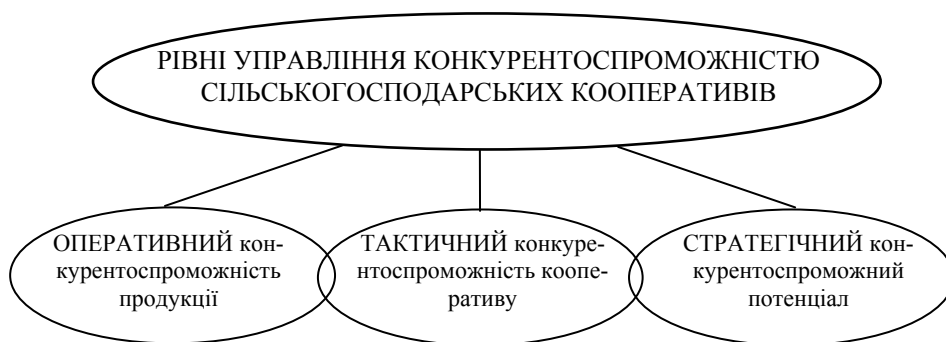 РІВНІ УПРАВЛІННЯ КОНКУРЕНТОСПРОМОЖНІСТЮ
СІЛЬСЬКОГОСПОДАРСЬКИХ КООПЕРАТИВІВ
ОПЕРАТИВНИЙ кон-
курентоспроможність
продукції
ТАКТИЧНИЙ конкуре-
нтоспроможність коопе-
ративу
СТРАТЕГІЧНИЙ кон-
курентоспроможний
потенціал